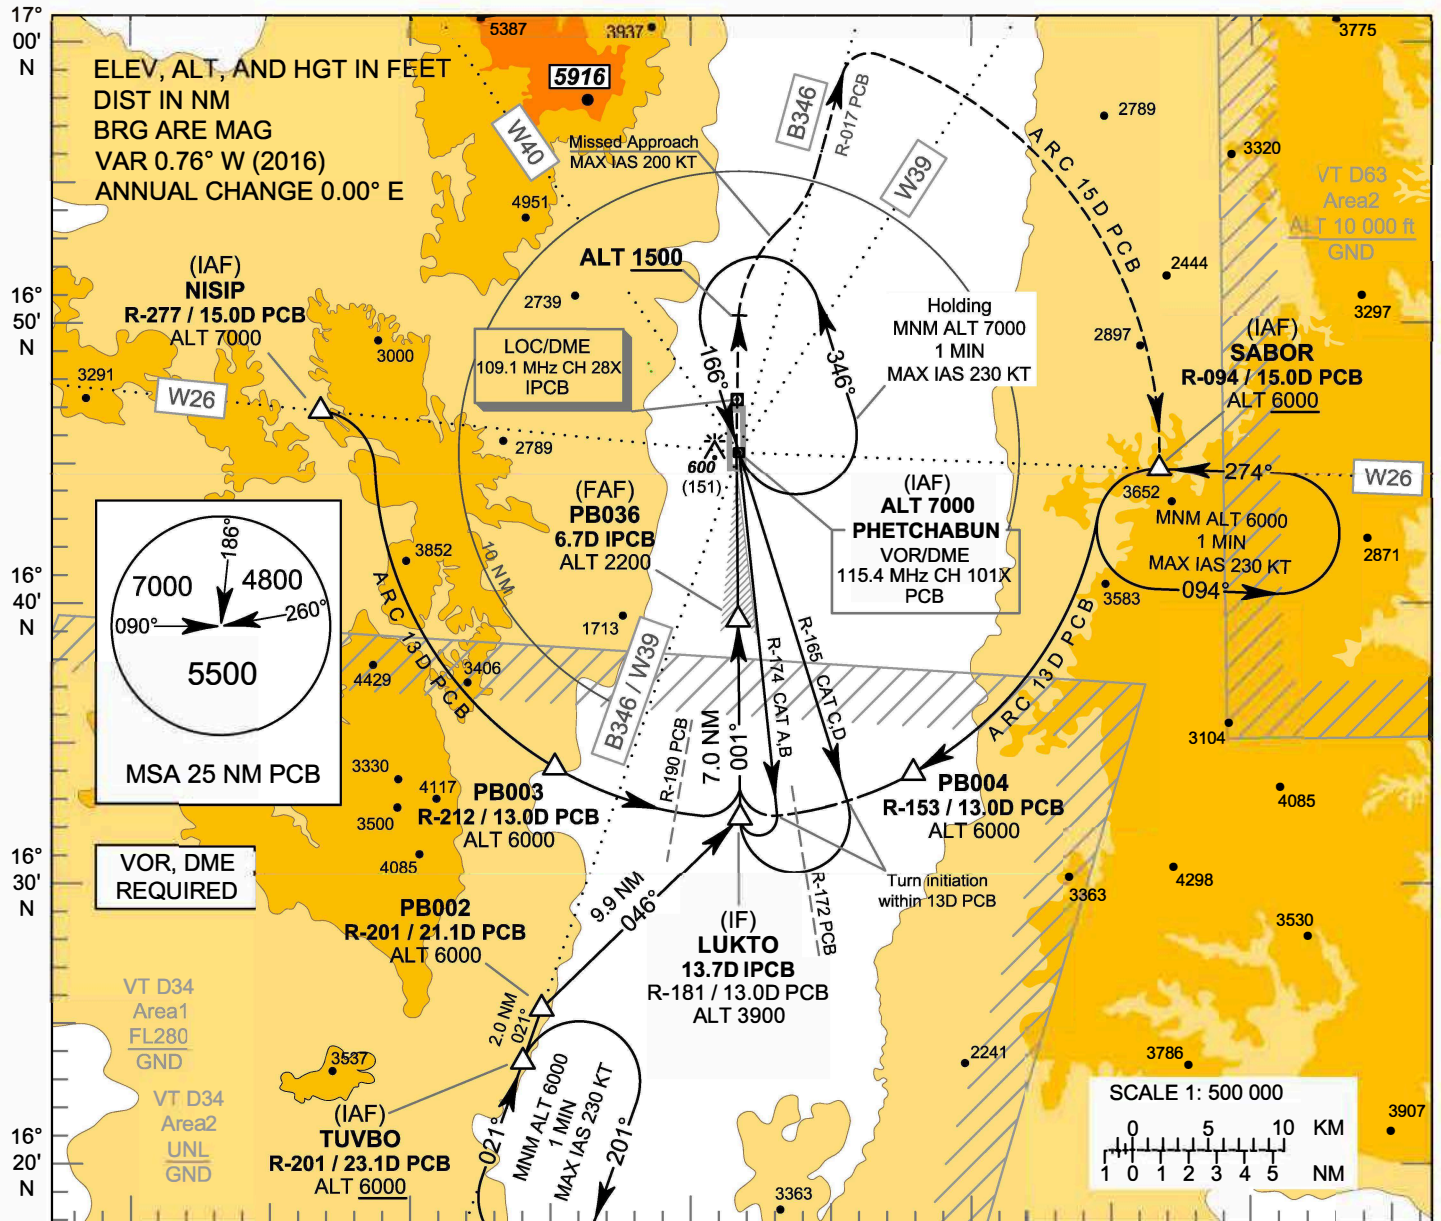 17°
00'
N
ELEV, ALT, AND HGT IN FEET
DIST IN NM
BRG ARE MAG
VAR 0.76° W (2016)
ANNUAL CHANGE 0.00° E
5387
3937
5916
3775
W40
Missed Approach
MAX IAS 200 KT
B346
R-017 PCB
W39
ARC 15D PCB
2789
3320
VT D63
Area2
ALT 10 000 ft
GND
4951
ALT 1500
2739
2444
2897
3297
16°
50'
N
(IAF)
NISIP
R-277 / 15.0D PCB
ALT 7000
3000
3291
W26
LOC/DME
109.1 MHz CH 28X
IPCB
166°
346°
Holding
MNM ALT 7000
1 MIN
MAX IAS 230 KT
(IAF)
SABOR
R-094 / 15.0D PCB
ALT 6000
2789
600
(151)
274°
W26
3652
MNM ALT 6000
1 MIN
MAX IAS 230 KT
094°
2871
3583
(FAF)
PB036
6.7D IPCB
ALT 2200
(IAF)
ALT 7000
PHETCHABUN
VOR/DME
115.4 MHz CH 101X
PCB
186°
7000
4800
090°
260°
5500
MSA 25 NM PCB
3852
10 NM
16°
40'
N
1713
ARC 13D PCB
4429
3406
B346 / W39
R-190 PCB
7.0 NM
001°
R-174 CAT A,B
R-165 CAT C,D
ARC 13D PCB
3104
3330
4117
3500
4085
PB003
R-212 / 13.0D PCB
ALT 6000
PB004
R-153 / 13.0D PCB
ALT 6000
4085
16°
30'
N
VOR, DME
REQUIRED
PB002
R-201 / 21.1D PCB
ALT 6000
9.9 NM
046°
(IF)
LUKTO
13.7D IPCB
R-181 / 13.0D PCB
ALT 3900
R-172 PCB
Turn initiation
within 13D PCB
3363
4298
3530
VT D34
Area1
FL280
GND
2.0 NM
021°
3537
VT D34
Area2
UNL
GND
(IAF)
TUVBO
R-201 / 23.1D PCB
ALT 6000
021°
MNM ALT 6000
1 MIN
MAX IAS 230 KT
201°
2241
3786
3907
3363
SCALE 1: 500 000
0 5 10 KM
1 0 1 2 3 4 5 NM
16°
20'
N